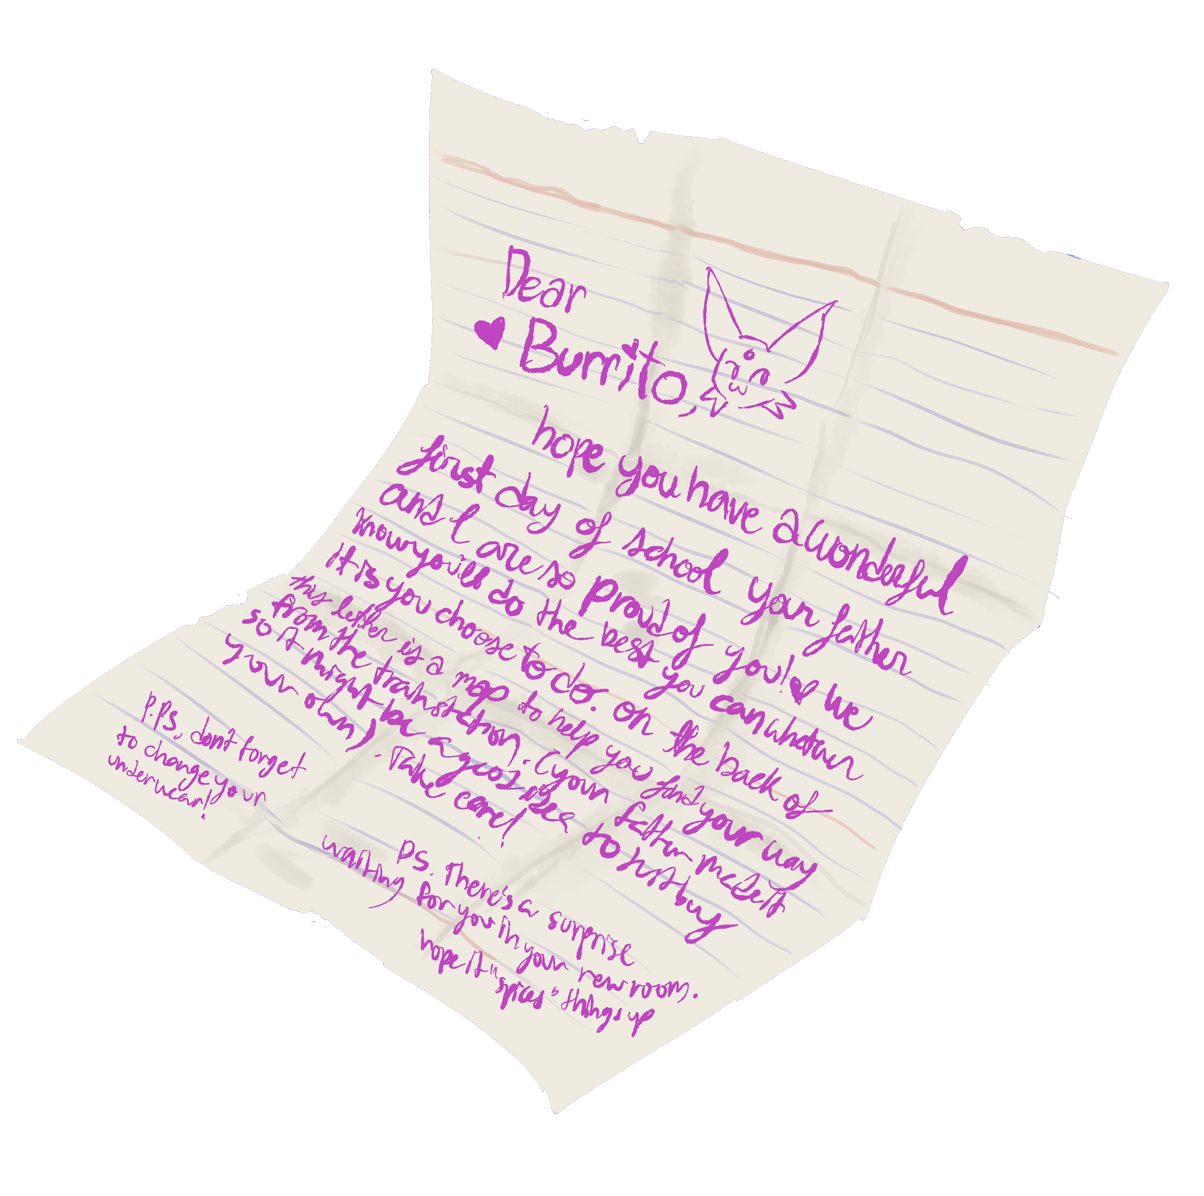 Dear
Burrito,
hope you have a wonderful
first day of school your father
and I are so proud of you! ♥ we
know you'll do the best you can whatever
it is you choose to do. on the back of
this letter is a map to help you find your way
from the train station. (your father made it
so it might be a good idea to just buy
your own). Take
care!
PS. There's a surprise
waiting for you in your new room.
hope it "spices" things up
P.PS, don't forget
to change your
underwear!